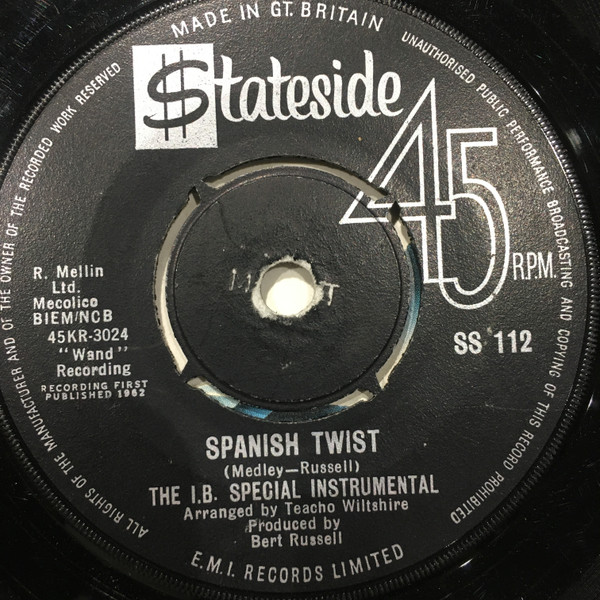 MADE IN GT. BRITAIN
UNAUTHORISED PUBLIC PERFORMANCE BROADCASTING AND COPYING OF THIS RECORD PROHIBITED
ALL RIGHTS OF THE MANUFACTURER AND OF THE OWNER OF THE RECORDED WORK RESERVED
$tateside
45
R.P.M.
R. Mellin
Ltd.
Mecolico
BIEM/NCB
45KR-3024
"Wand"
Recording
RECORDING FIRST
PUBLISHED 1962
SS 112
SPANISH TWIST
(Medley—Russell)
THE I.B. SPECIAL INSTRUMENTAL
Arranged by Teacho Wiltshire
Produced by
Bert Russell
E.M.I. RECORDS LIMITED